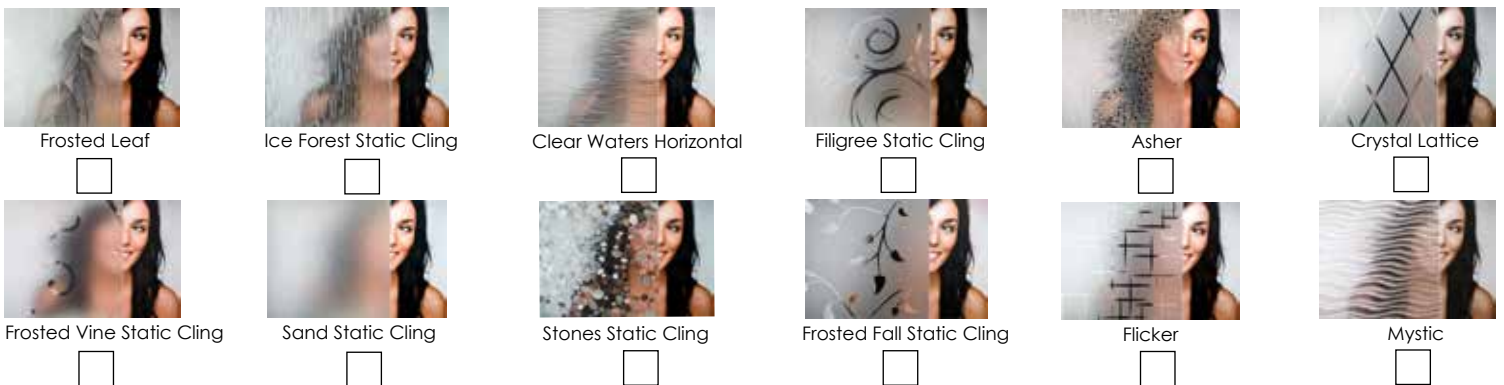 Frosted Leaf
Ice Forest Static Cling
Clear Waters Horizontal
Filigree Static Cling
Asher
Crystal Lattice
Frosted Vine Static Cling
Sand Static Cling
Stones Static Cling
Frosted Fall Static Cling
Flicker
Mystic